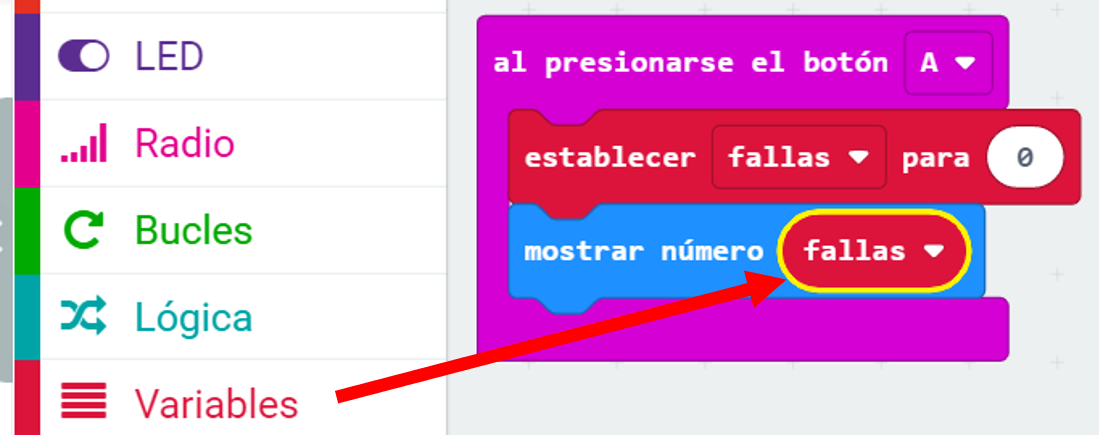 LED
Radio
Bucles
Lógica
Variables
al presionarse el botón A
establecer fallas para 0
mostrar número fallas